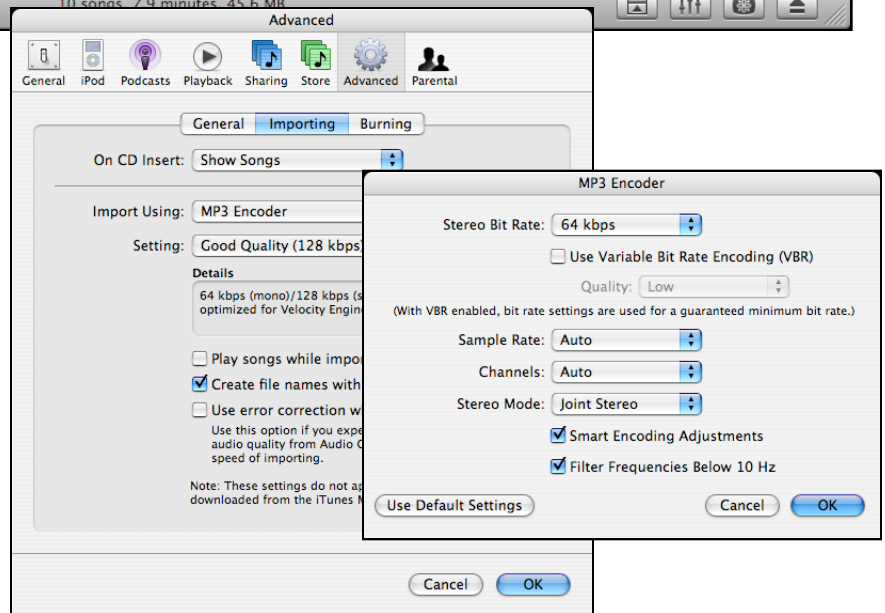 10 songs, 7.9 minutes, 45.6 MB
Advanced
General iPod Podcasts Playback Sharing Store Advanced Parental
General Importing Burning
On CD Insert: Show Songs
Import Using: MP3 Encoder
Setting: Good Quality (128 kbps)
Details
64 kbps (mono)/128 kbps (s
optimized for Velocity Engin
Play songs while impo
Create file names with
Use error correction w
Use this option if you expe
audio quality from Audio C
speed of importing.
Note: These settings do not ap
downloaded from the iTunes M
Cancel OK
MP3 Encoder
Stereo Bit Rate: 64 kbps
Use Variable Bit Rate Encoding (VBR)
Quality: Low
(With VBR enabled, bit rate settings are used for a guaranteed minimum bit rate.)
Sample Rate: Auto
Channels: Auto
Stereo Mode: Joint Stereo
Smart Encoding Adjustments
Filter Frequencies Below 10 Hz
Use Default Settings Cancel OK